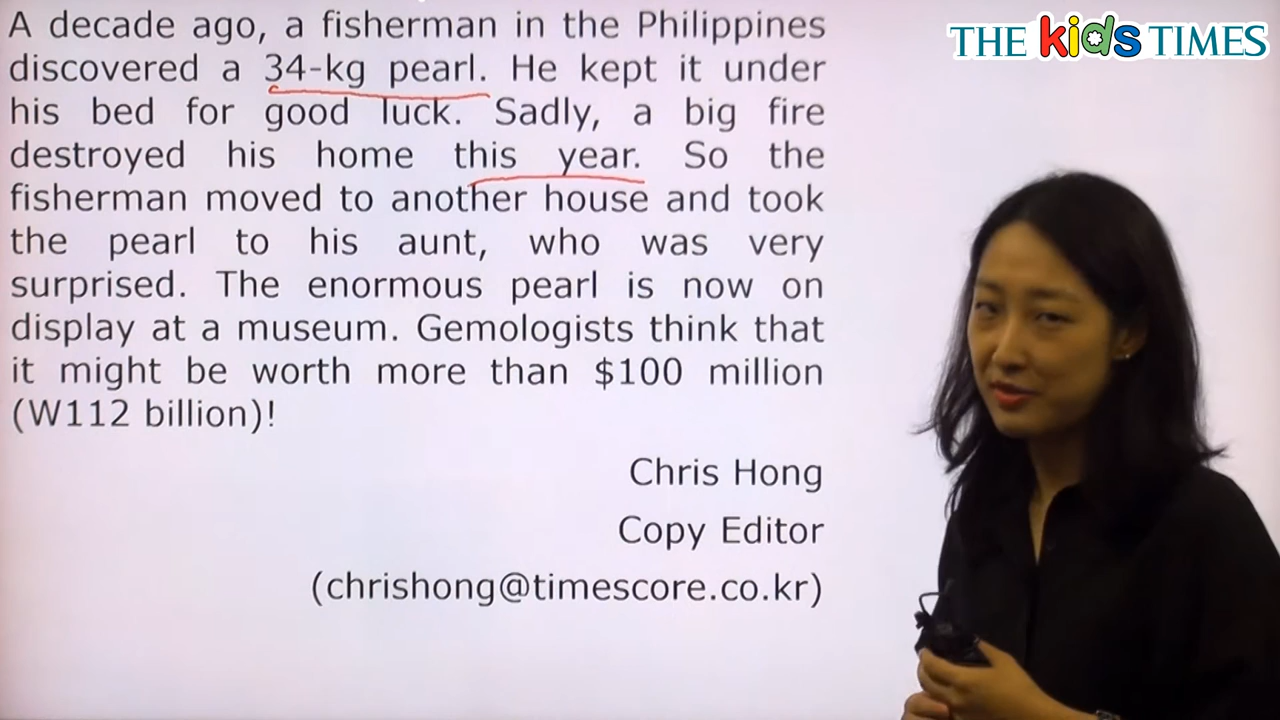 A decade ago, a fisherman in the Philippines
discovered a 34-kg pearl. He kept it under
his bed for good luck. Sadly, a big fire
destroyed his home this year. So the
fisherman moved to another house and took
the pearl to his aunt, who was very
surprised. The enormous pearl is now on
display at a museum. Gemologists think that
it might be worth more than $100 million
(W112 billion)!
Chris Hong
Copy Editor
(chrishong@timescore.co.kr)
THE kids TIMES